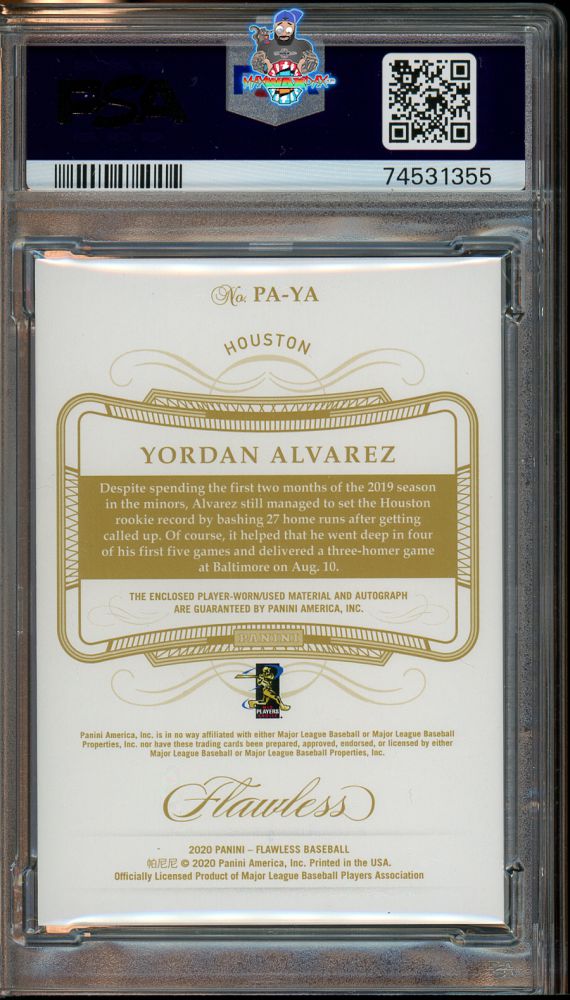 PSA
74531355
No. PA-YA
HOUSTON
YORDAN ALVAREZ
Despite spending the first two months of the 2019 season
in the minors, Alvarez still managed to set the Houston
rookie record by bashing 27 home runs after getting
called up. Of course, it helped that he went deep in four
of his first five games and delivered a three-homer game
at Baltimore on Aug. 10.
THE ENCLOSED PLAYER-WORN/USED MATERIAL AND AUTOGRAPH
ARE GUARANTEED BY PANINI AMERICA, INC.
PANINI
PLAYERS
Panini America, Inc. is in no way affiliated with either Major League Baseball or Major League Baseball
Properties, Inc. nor have these trading cards been prepared, approved, endorsed, or licensed by either
Major League Baseball or Major League Baseball Properties, Inc.
Flawless
2020 PANINI – FLAWLESS BASEBALL
帕尼尼 © 2020 Panini America, Inc. Printed in the USA.
Officially Licensed Product of Major League Baseball Players Association